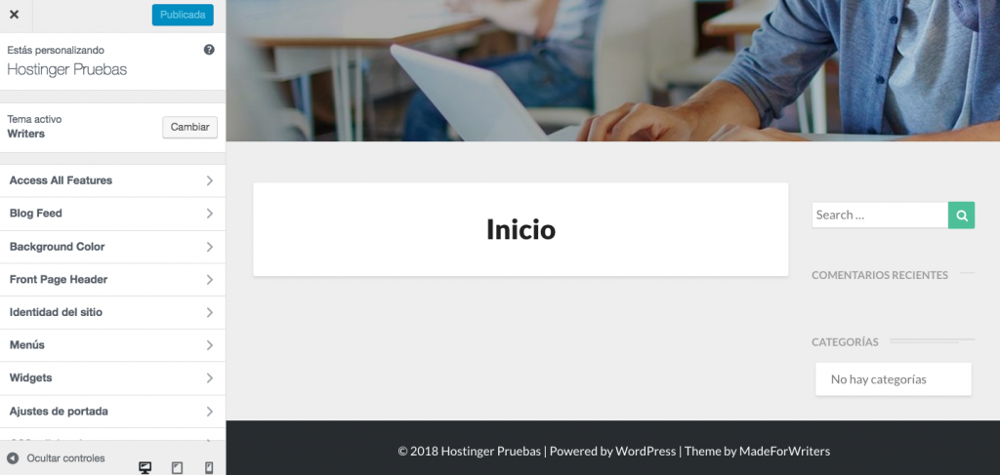 Publicada
Estás personalizando
Hostinger Pruebas
Tema activo
Writers
Cambiar
Access All Features
Blog Feed
Background Color
Front Page Header
Identidad del sitio
Menús
Widgets
Ajustes de portada
Ocultar controles
Inicio
Search ...
COMENTARIOS RECIENTES
CATEGORÍAS
No hay categorías
© 2018 Hostinger Pruebas | Powered by WordPress | Theme by MadeForWriters